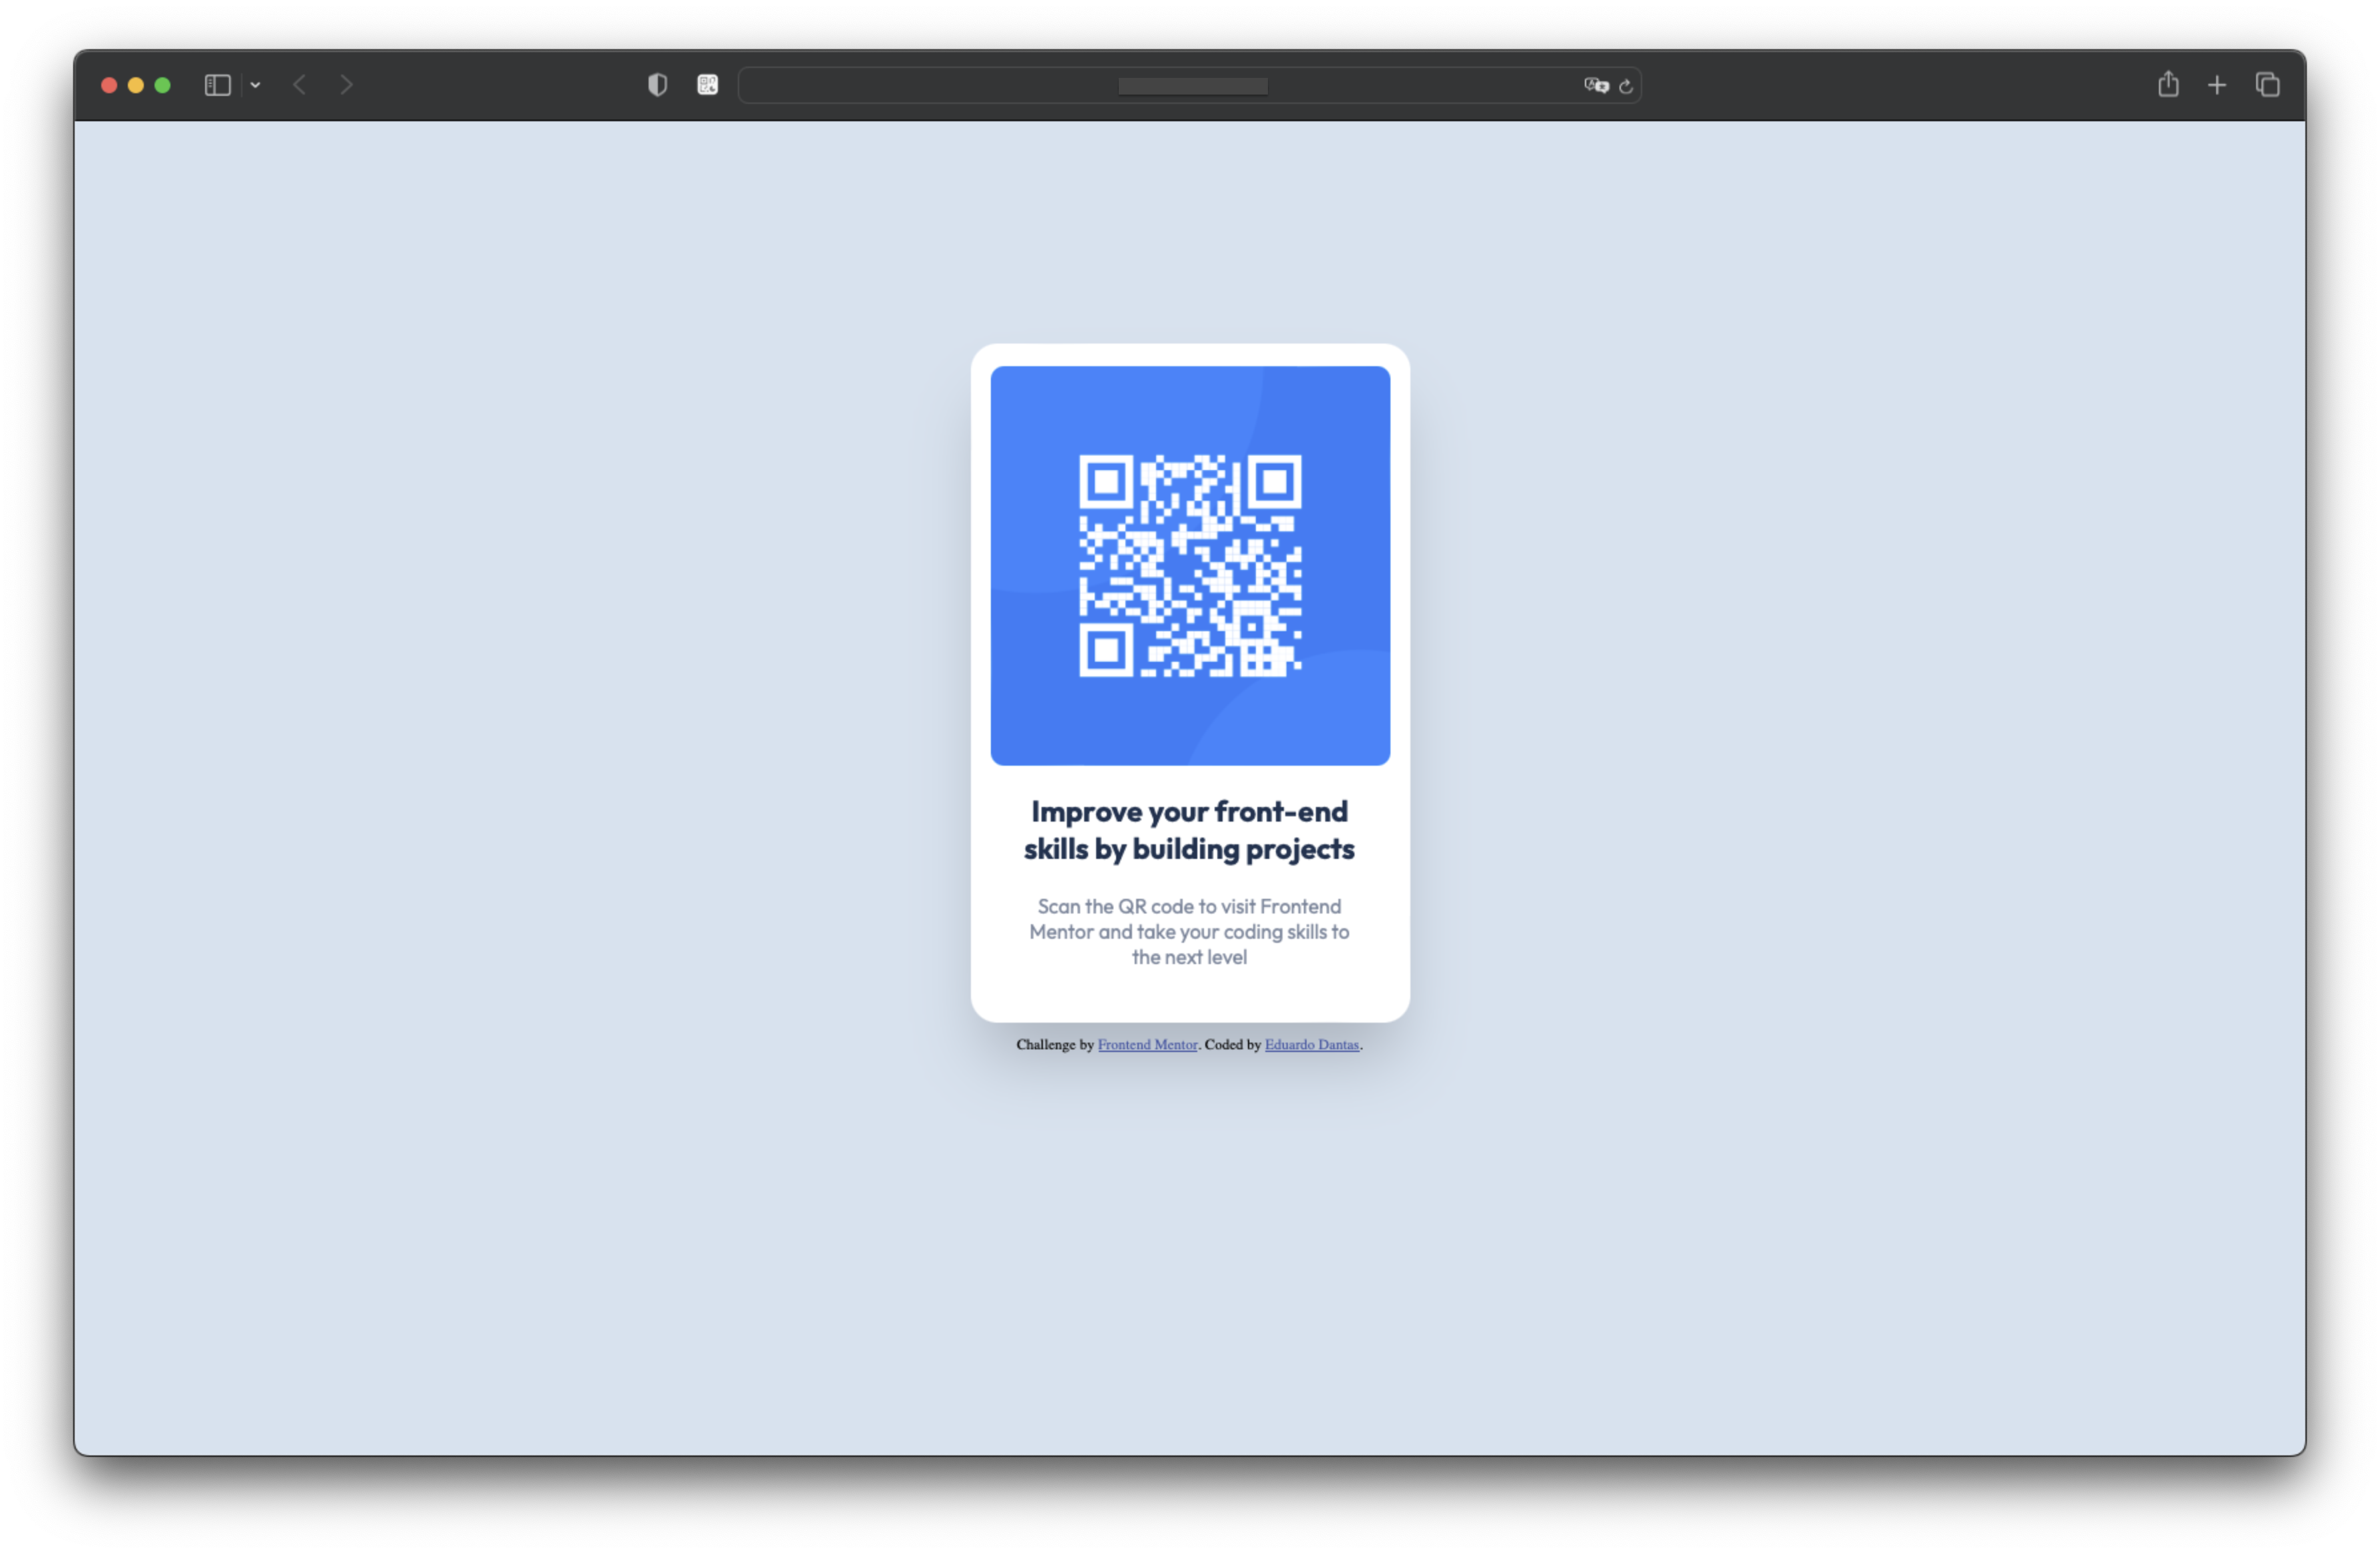 Improve your front-end
skills by building projects
Scan the QR code to visit Frontend
Mentor and take your coding skills to
the next level
Challenge by Frontend Mentor. Coded by Eduardo Dantas.